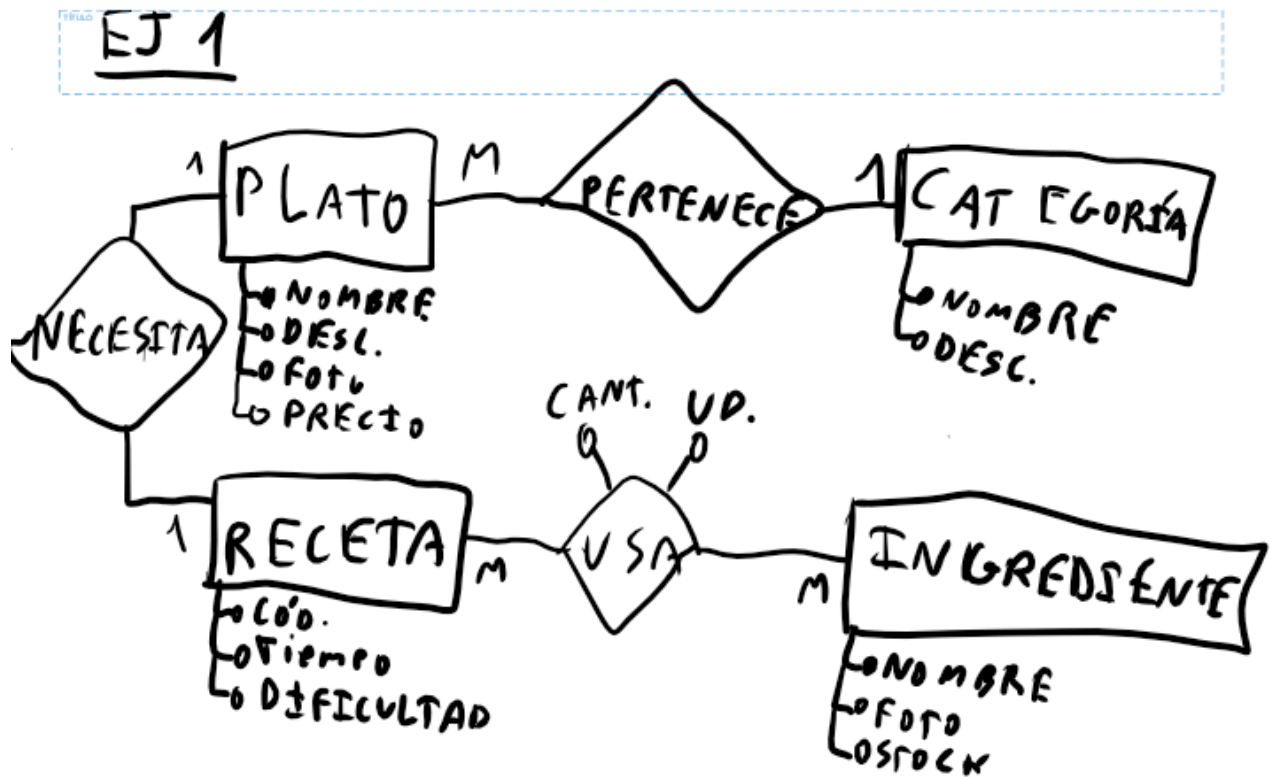 TÍTULO
EJ 1
1
PLATO
M
PERTENECE
1
CATEGORÍA
NOMBRE
DESC.
FOTO
PRECIO
NOMBRE
DESC.
NECESITA
CANT.
UD.
1
RECETA
M
USA
M
INGREDIENTE
CÓD.
Tiempo
DIFICULTAD
NOMBRE
FOTO
STOCK